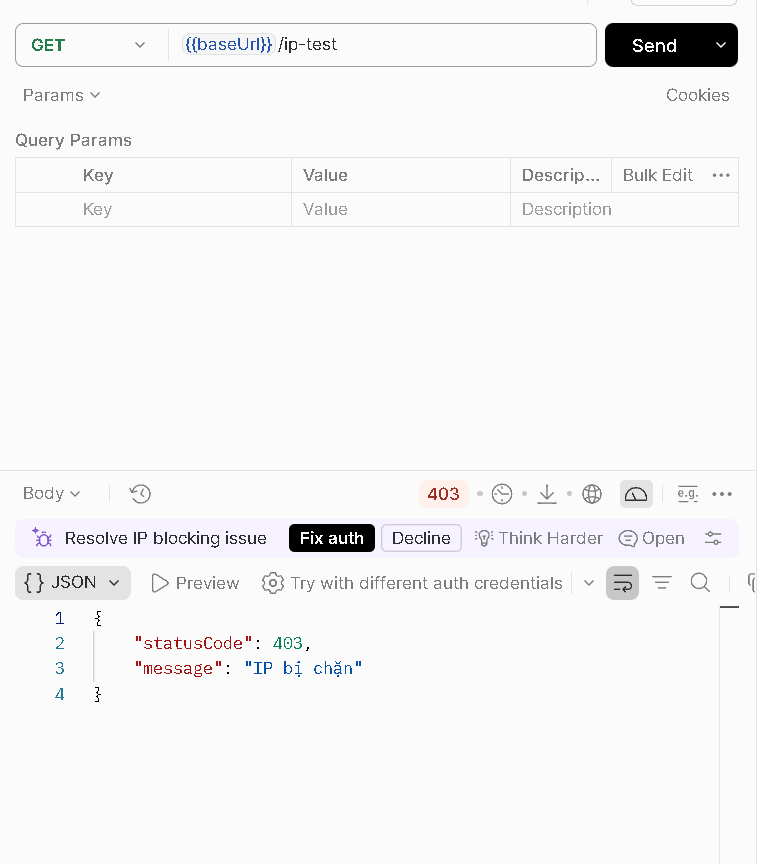 GET {{baseUrl}} /ip-test Send
Params Cookies
Query Params
Key Value Descrip... Bulk Edit
Key Value Description
Body 403 e.g.
Resolve IP blocking issue Fix auth Decline Think Harder Open
{} JSON Preview Try with different auth credentials
1 {
2 "statusCode": 403,
3 "message": "IP bị chặn"
4 }